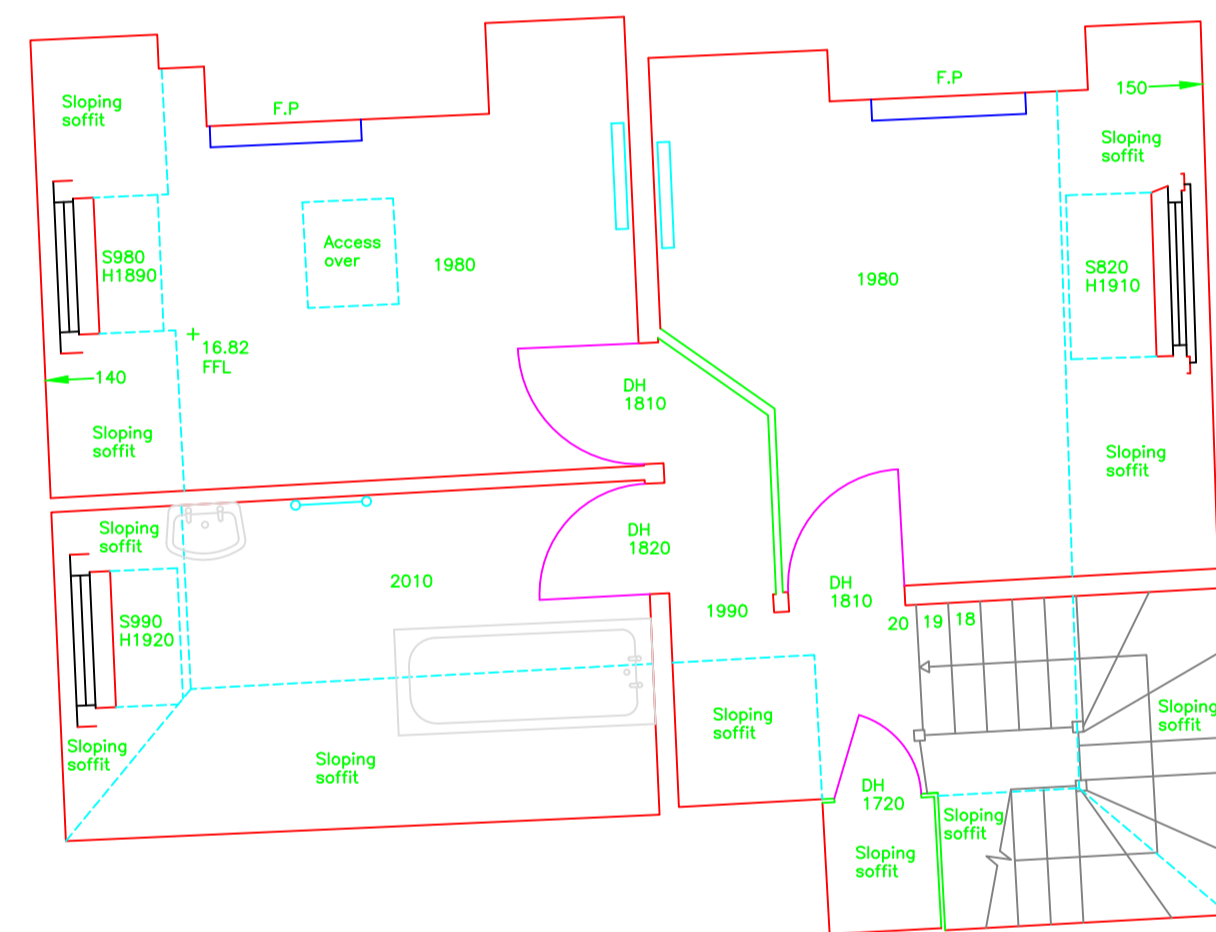 F.P
F.P
150
Sloping
soffit
Sloping
soffit
S980
H1890
Access
over
1980
1980
S820
H1910
16.82
FFL
140
DH
1810
Sloping
soffit
Sloping
soffit
Sloping
soffit
DH
1820
2010
S990
H1920
1990
DH
1810
20
19
18
Sloping
soffit
Sloping
soffit
Sloping
soffit
Sloping
soffit
DH
1720
Sloping
soffit
Sloping
soffit